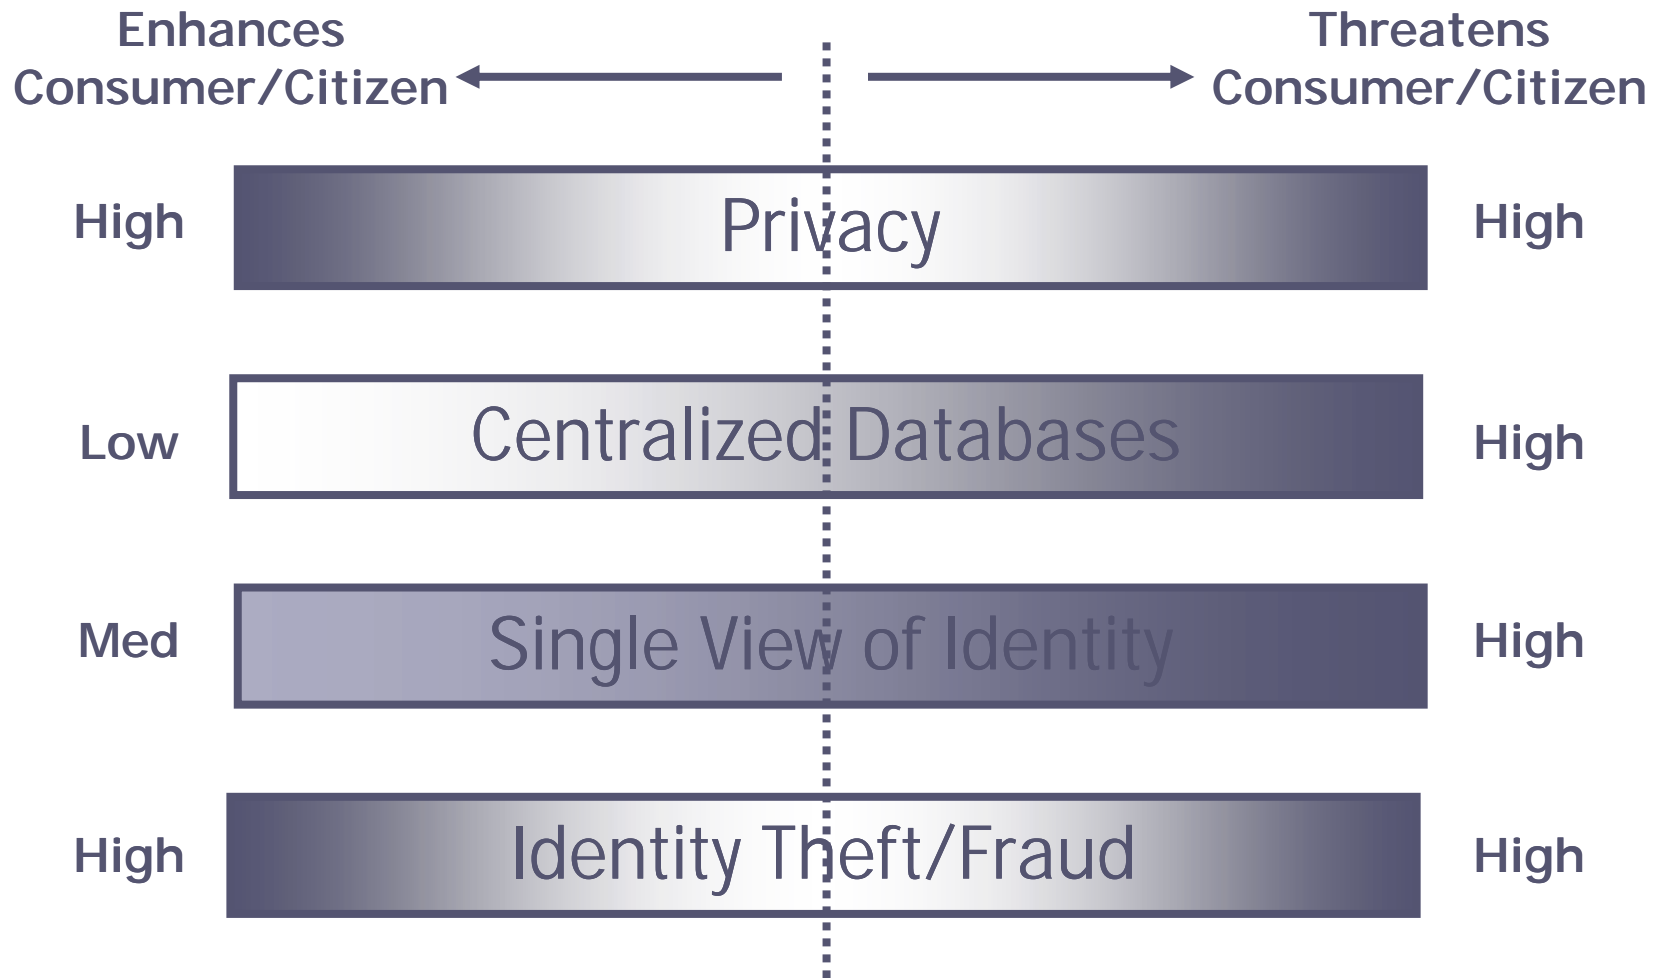 Enhances
Consumer/Citizen
Threatens
Consumer/Citizen
High
Privacy
High
Low
Centralized Databases
High
Med
Single View of Identity
High
High
Identity Theft/Fraud
High